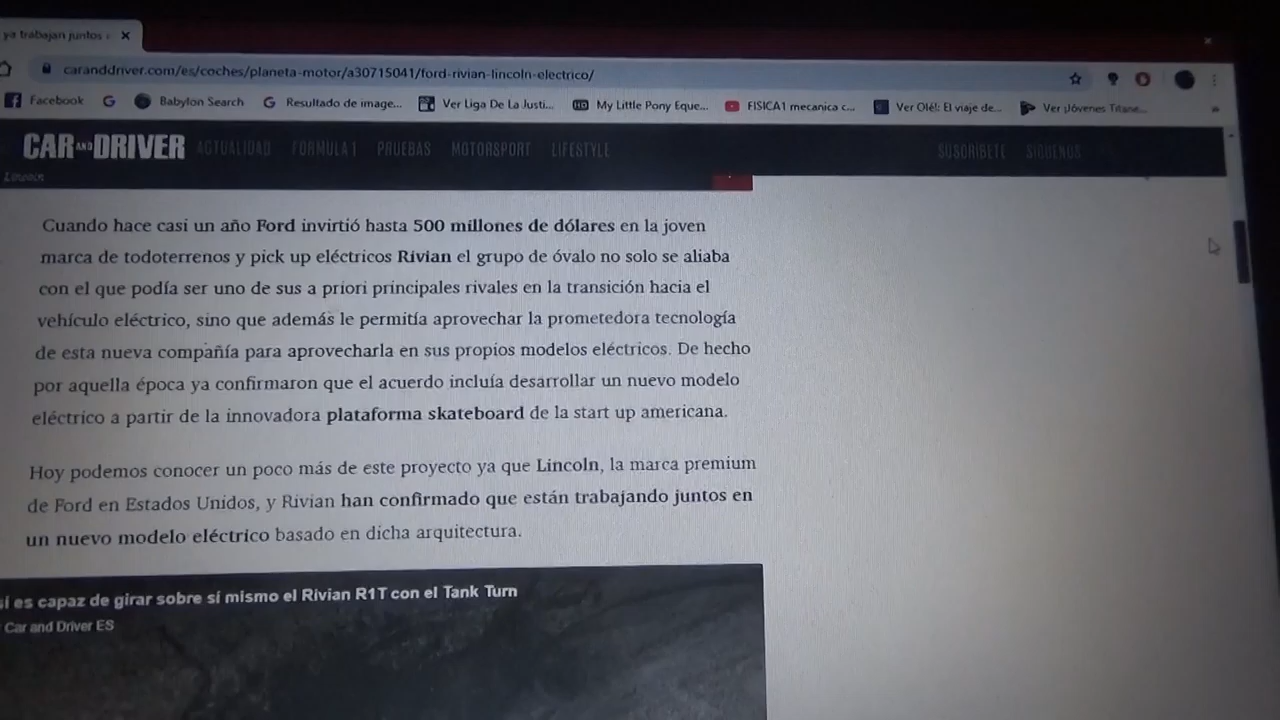 ya trabajan juntos
caranddriver.com/es/coches/planeta-motor/a30715041/ford-rivian-lincoln-electrico/
Facebook Babylon Search Resultado de image... Ver Liga De La Justi... My Little Pony Eque... FISICA1 mecanica c... Ver Olé!: El viaje de... Ver ¡Jóvenes Titane...
CAR AND DRIVER ACTUALIDAD FÓRMULA 1 PRUEBAS MOTORSPORT LIFESTYLE SUSCRÍBETE SÍGUENOS
Lincoln
Cuando hace casi un año Ford invirtió hasta 500 millones de dólares en la joven
marca de todoterrenos y pick up eléctricos Rivian el grupo de óvalo no solo se aliaba
con el que podía ser uno de sus a priori principales rivales en la transición hacia el
vehículo eléctrico, sino que además le permitía aprovechar la prometedora tecnología
de esta nueva compañía para aprovecharla en sus propios modelos eléctricos. De hecho
por aquella época ya confirmaron que el acuerdo incluía desarrollar un nuevo modelo
eléctrico a partir de la innovadora plataforma skateboard de la start up americana.
Hoy podemos conocer un poco más de este proyecto ya que Lincoln, la marca premium
de Ford en Estados Unidos, y Rivian han confirmado que están trabajando juntos en
un nuevo modelo eléctrico basado en dicha arquitectura.
sí es capaz de girar sobre sí mismo el Rivian R1T con el Tank Turn
Car and Driver ES